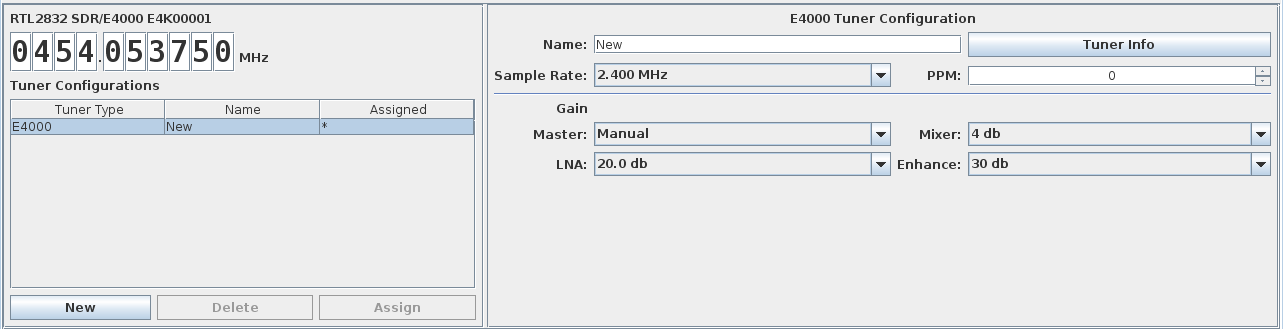 RTL2832 SDR/E4000 E4K00001
0454.053750 MHz
Tuner Configurations
Tuner Type Name Assigned
E4000 New *
New Delete Assign
E4000 Tuner Configuration
Name: New Tuner Info
Sample Rate: 2.400 MHz PPM: 0
Gain
Master: Manual Mixer: 4 db
LNA: 20.0 db Enhance: 30 db